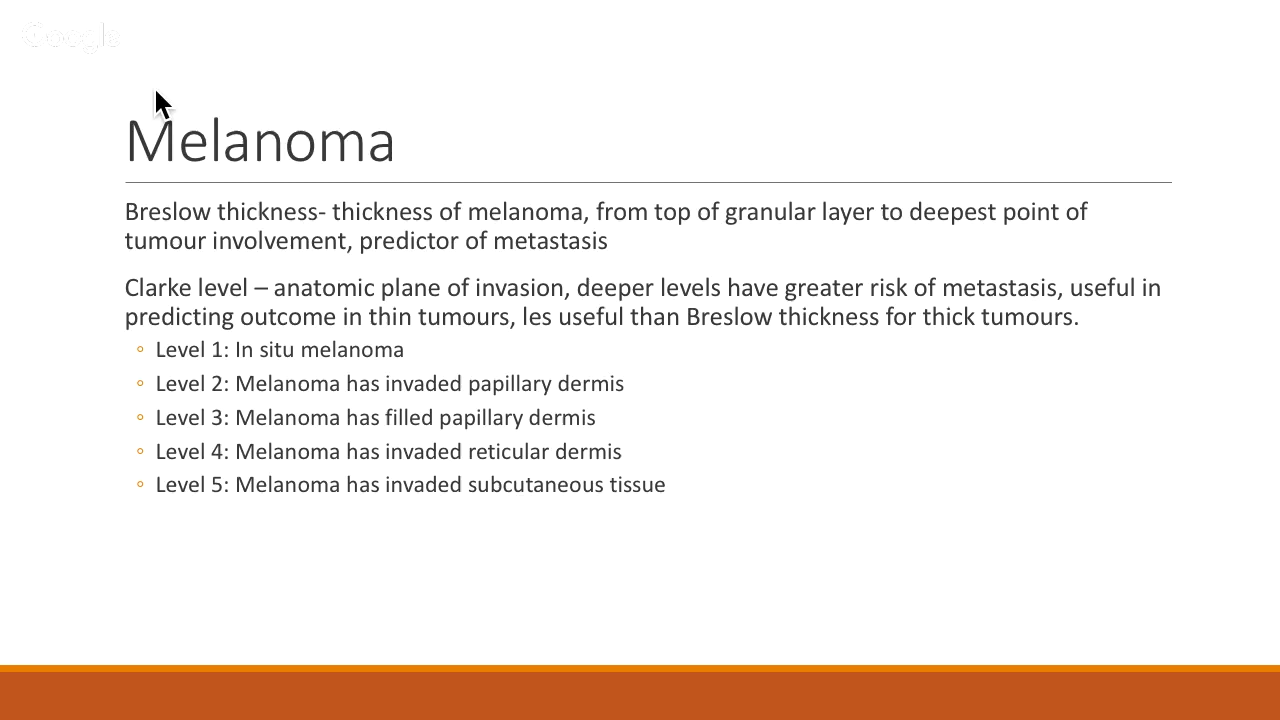 Google
Melanoma
Breslow thickness- thickness of melanoma, from top of granular layer to deepest point of
tumour involvement, predictor of metastasis
Clarke level – anatomic plane of invasion, deeper levels have greater risk of metastasis, useful in
predicting outcome in thin tumours, les useful than Breslow thickness for thick tumours.
◦ Level 1: In situ melanoma
◦ Level 2: Melanoma has invaded papillary dermis
◦ Level 3: Melanoma has filled papillary dermis
◦ Level 4: Melanoma has invaded reticular dermis
◦ Level 5: Melanoma has invaded subcutaneous tissue